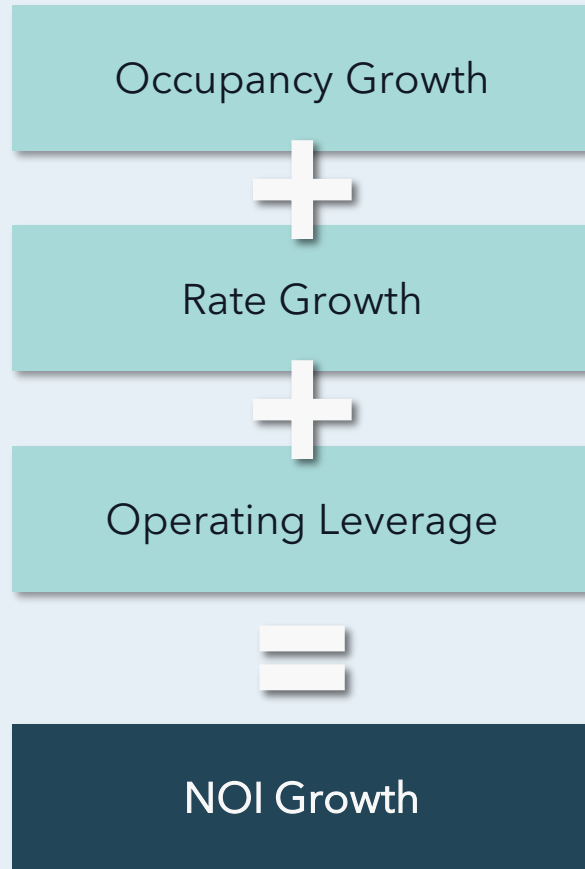 Occupancy Growth
+
Rate Growth
+
Operating Leverage
=
NOI Growth